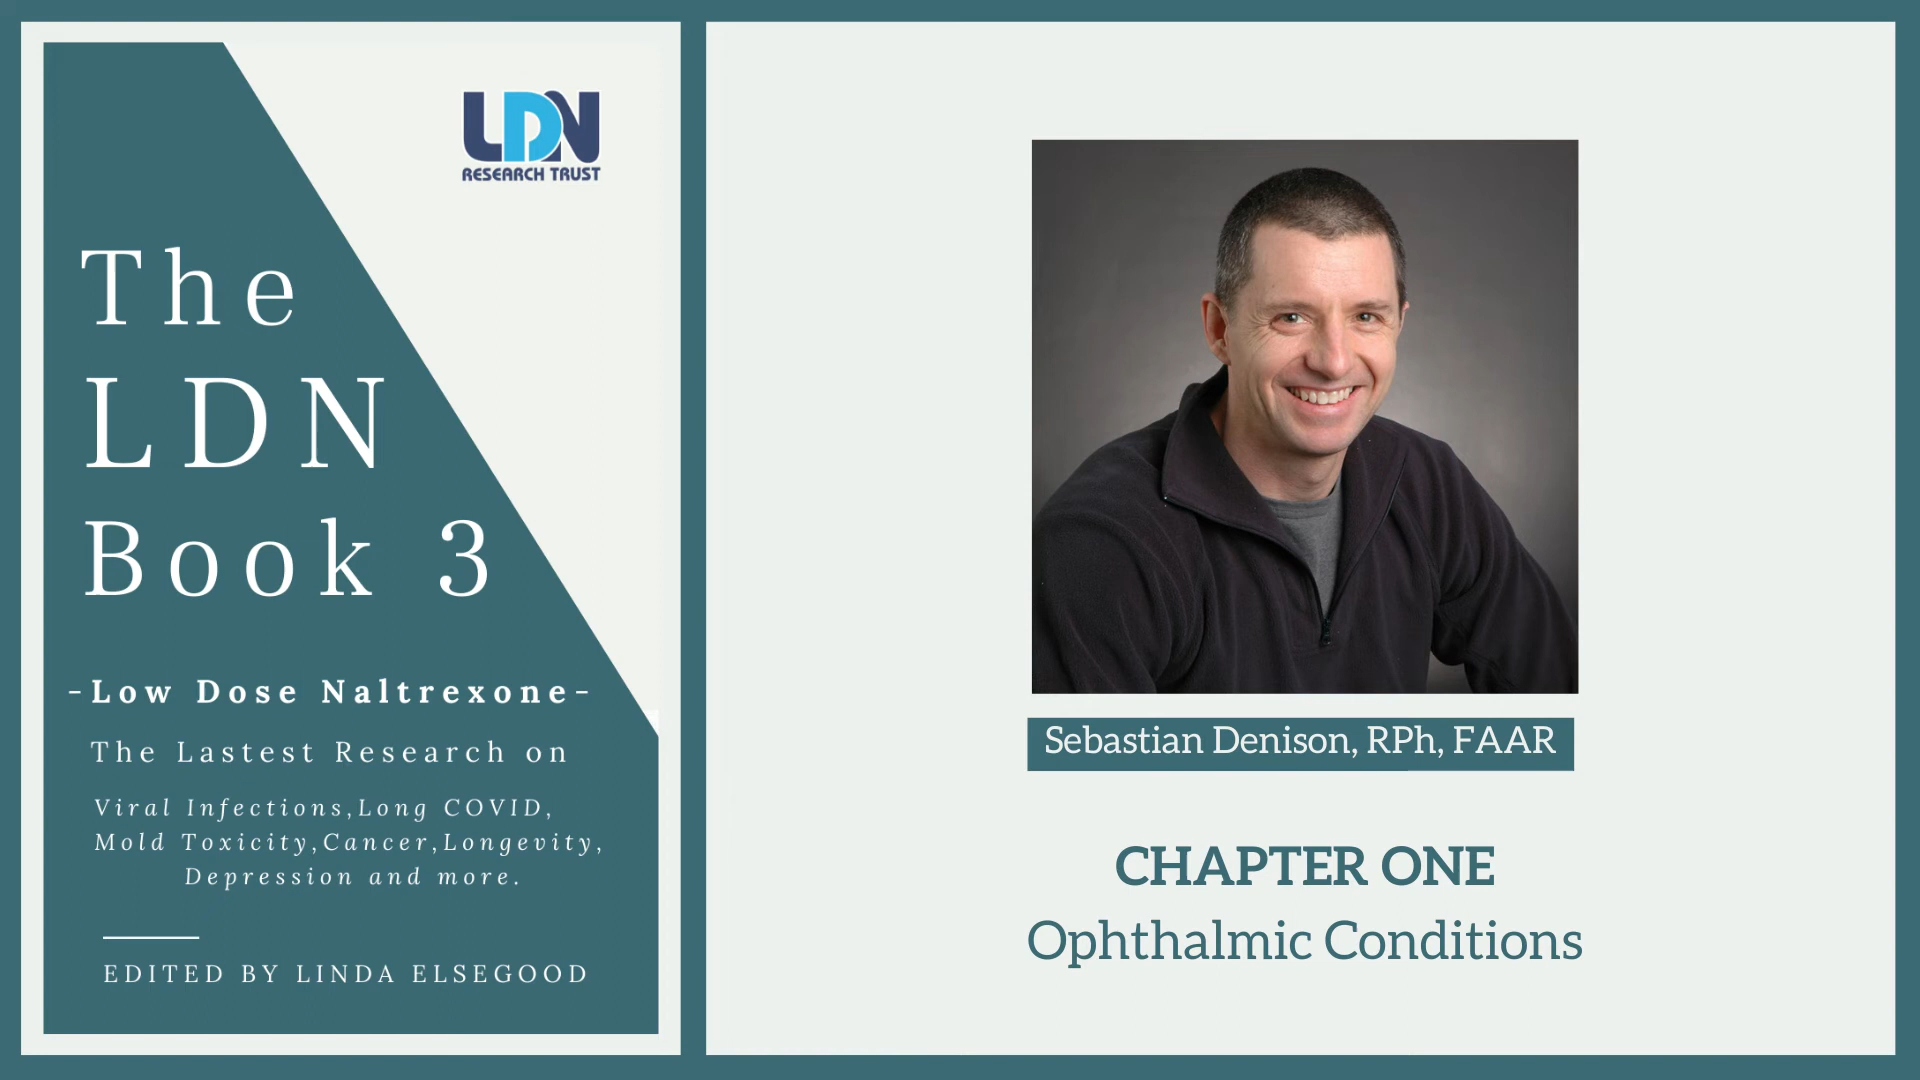 LDN
RESEARCH TRUST
The
LDN
Book 3
-Low Dose Naltrexone-
The Lastest Research on
Viral Infections,Long COVID,
Mold Toxicity,Cancer,Longevity,
Depression and more.
EDITED BY LINDA ELSEGOOD
Sebastian Denison, RPh, FAAR
CHAPTER ONE
Ophthalmic Conditions